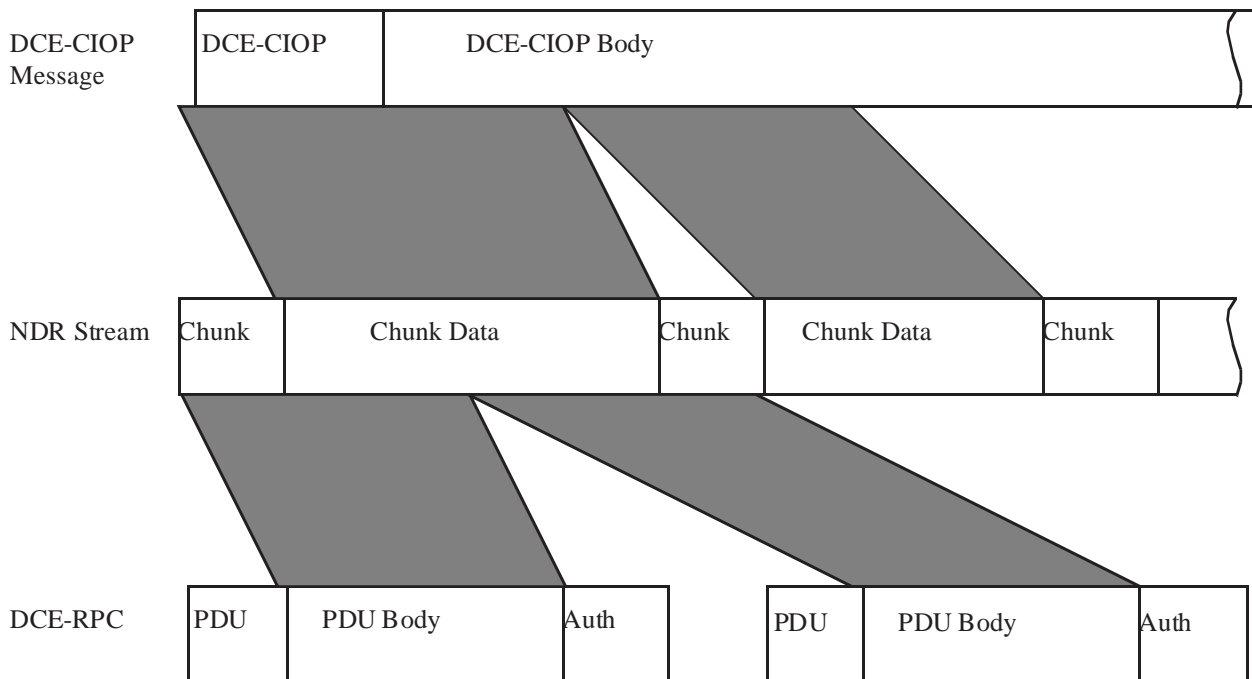 DCE-CIOP Message
DCE-CIOP
DCE-CIOP Body
NDR Stream
Chunk
Chunk Data
Chunk
Chunk Data
Chunk
DCE-RPC
PDU
PDU Body
Auth
PDU
PDU Body
Auth